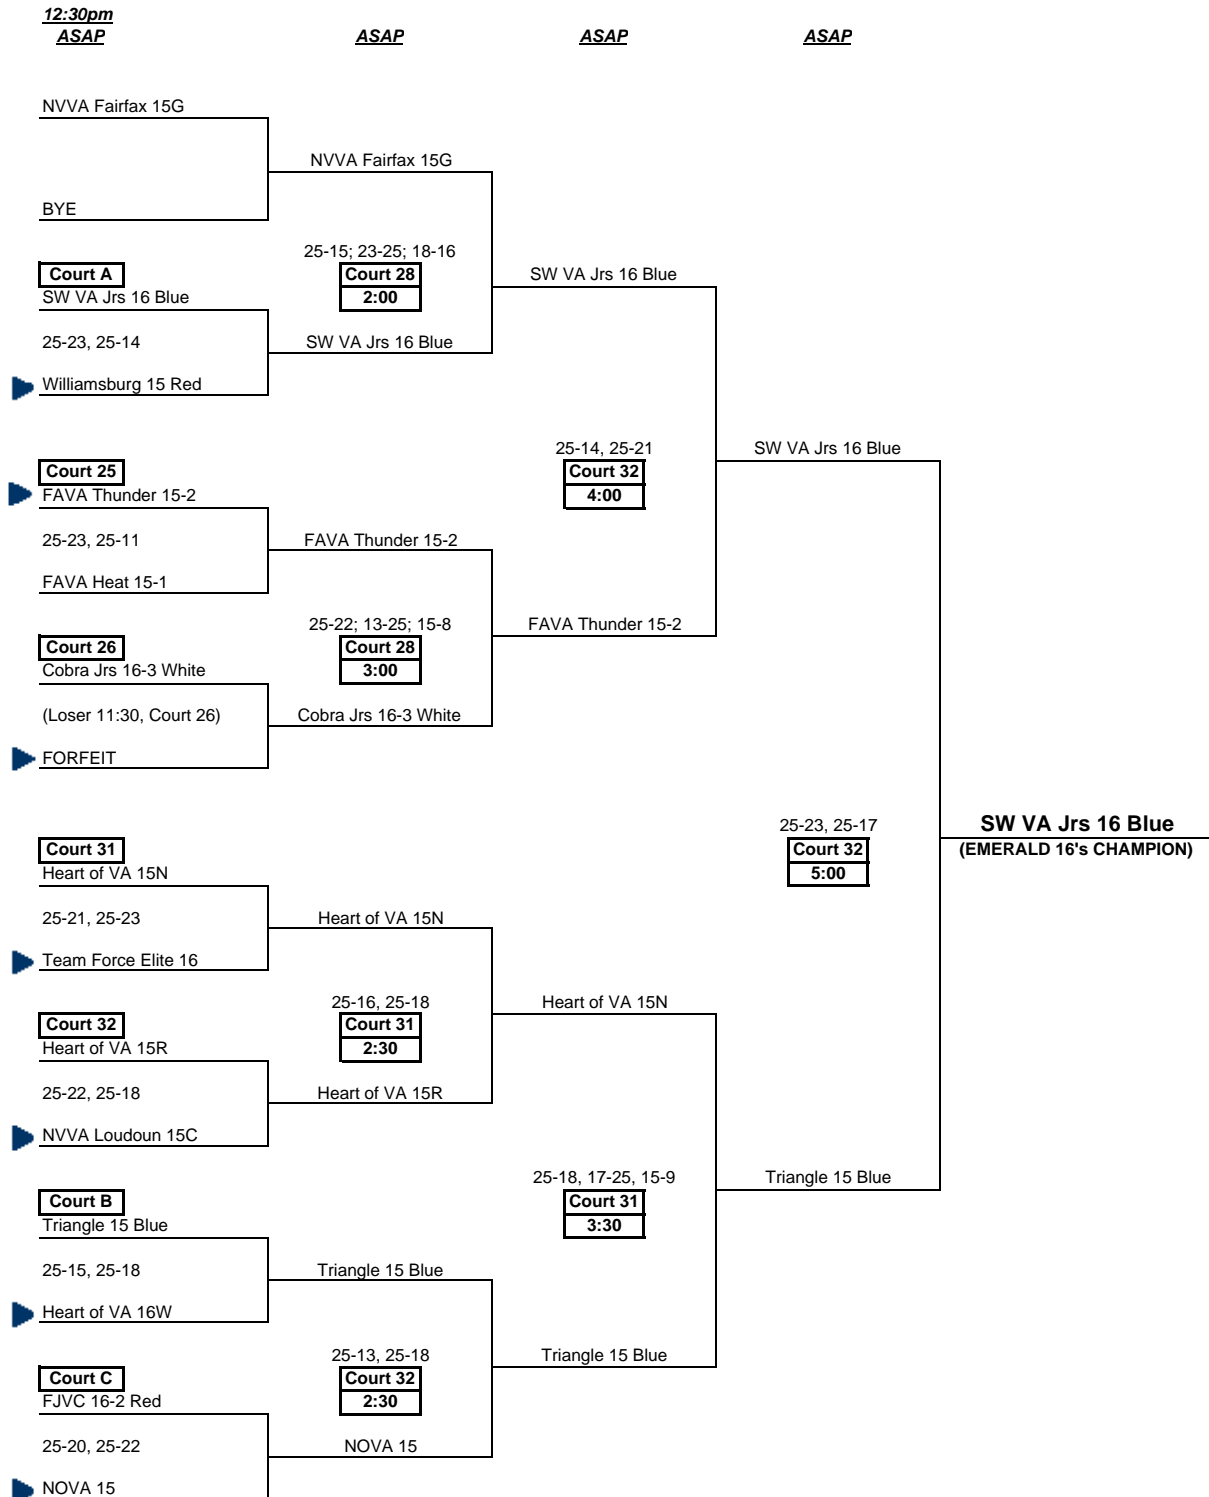 12:30pm
ASAP ASAP ASAP ASAP
NVVA Fairfax 15G
NVVA Fairfax 15G
BYE
25-15; 23-25; 18-16
Court A Court 28 SW VA Jrs 16 Blue
SW VA Jrs 16 Blue 2:00
25-23, 25-14 SW VA Jrs 16 Blue
Williamsburg 15 Red
25-14, 25-21 SW VA Jrs 16 Blue
Court 25 Court 32
FAVA Thunder 15-2 4:00
25-23, 25-11 FAVA Thunder 15-2
FAVA Heat 15-1
25-22; 13-25; 15-8 FAVA Thunder 15-2
Court 26 Court 28
Cobra Jrs 16-3 White 3:00
(Loser 11:30, Court 26) Cobra Jrs 16-3 White
FORFEIT
25-23, 25-17 SW VA Jrs 16 Blue
Court 31 Court 32 (EMERALD 16's CHAMPION)
Heart of VA 15N 5:00
25-21, 25-23 Heart of VA 15N
Team Force Elite 16
25-16, 25-18 Heart of VA 15N
Court 32 Court 31
Heart of VA 15R 2:30
25-22, 25-18 Heart of VA 15R
NVVA Loudoun 15C
25-18, 17-25, 15-9 Triangle 15 Blue
Court B Court 31
Triangle 15 Blue 3:30
25-15, 25-18 Triangle 15 Blue
Heart of VA 16W
25-13, 25-18 Triangle 15 Blue
Court C Court 32
FJVC 16-2 Red 2:30
25-20, 25-22 NOVA 15
NOVA 15